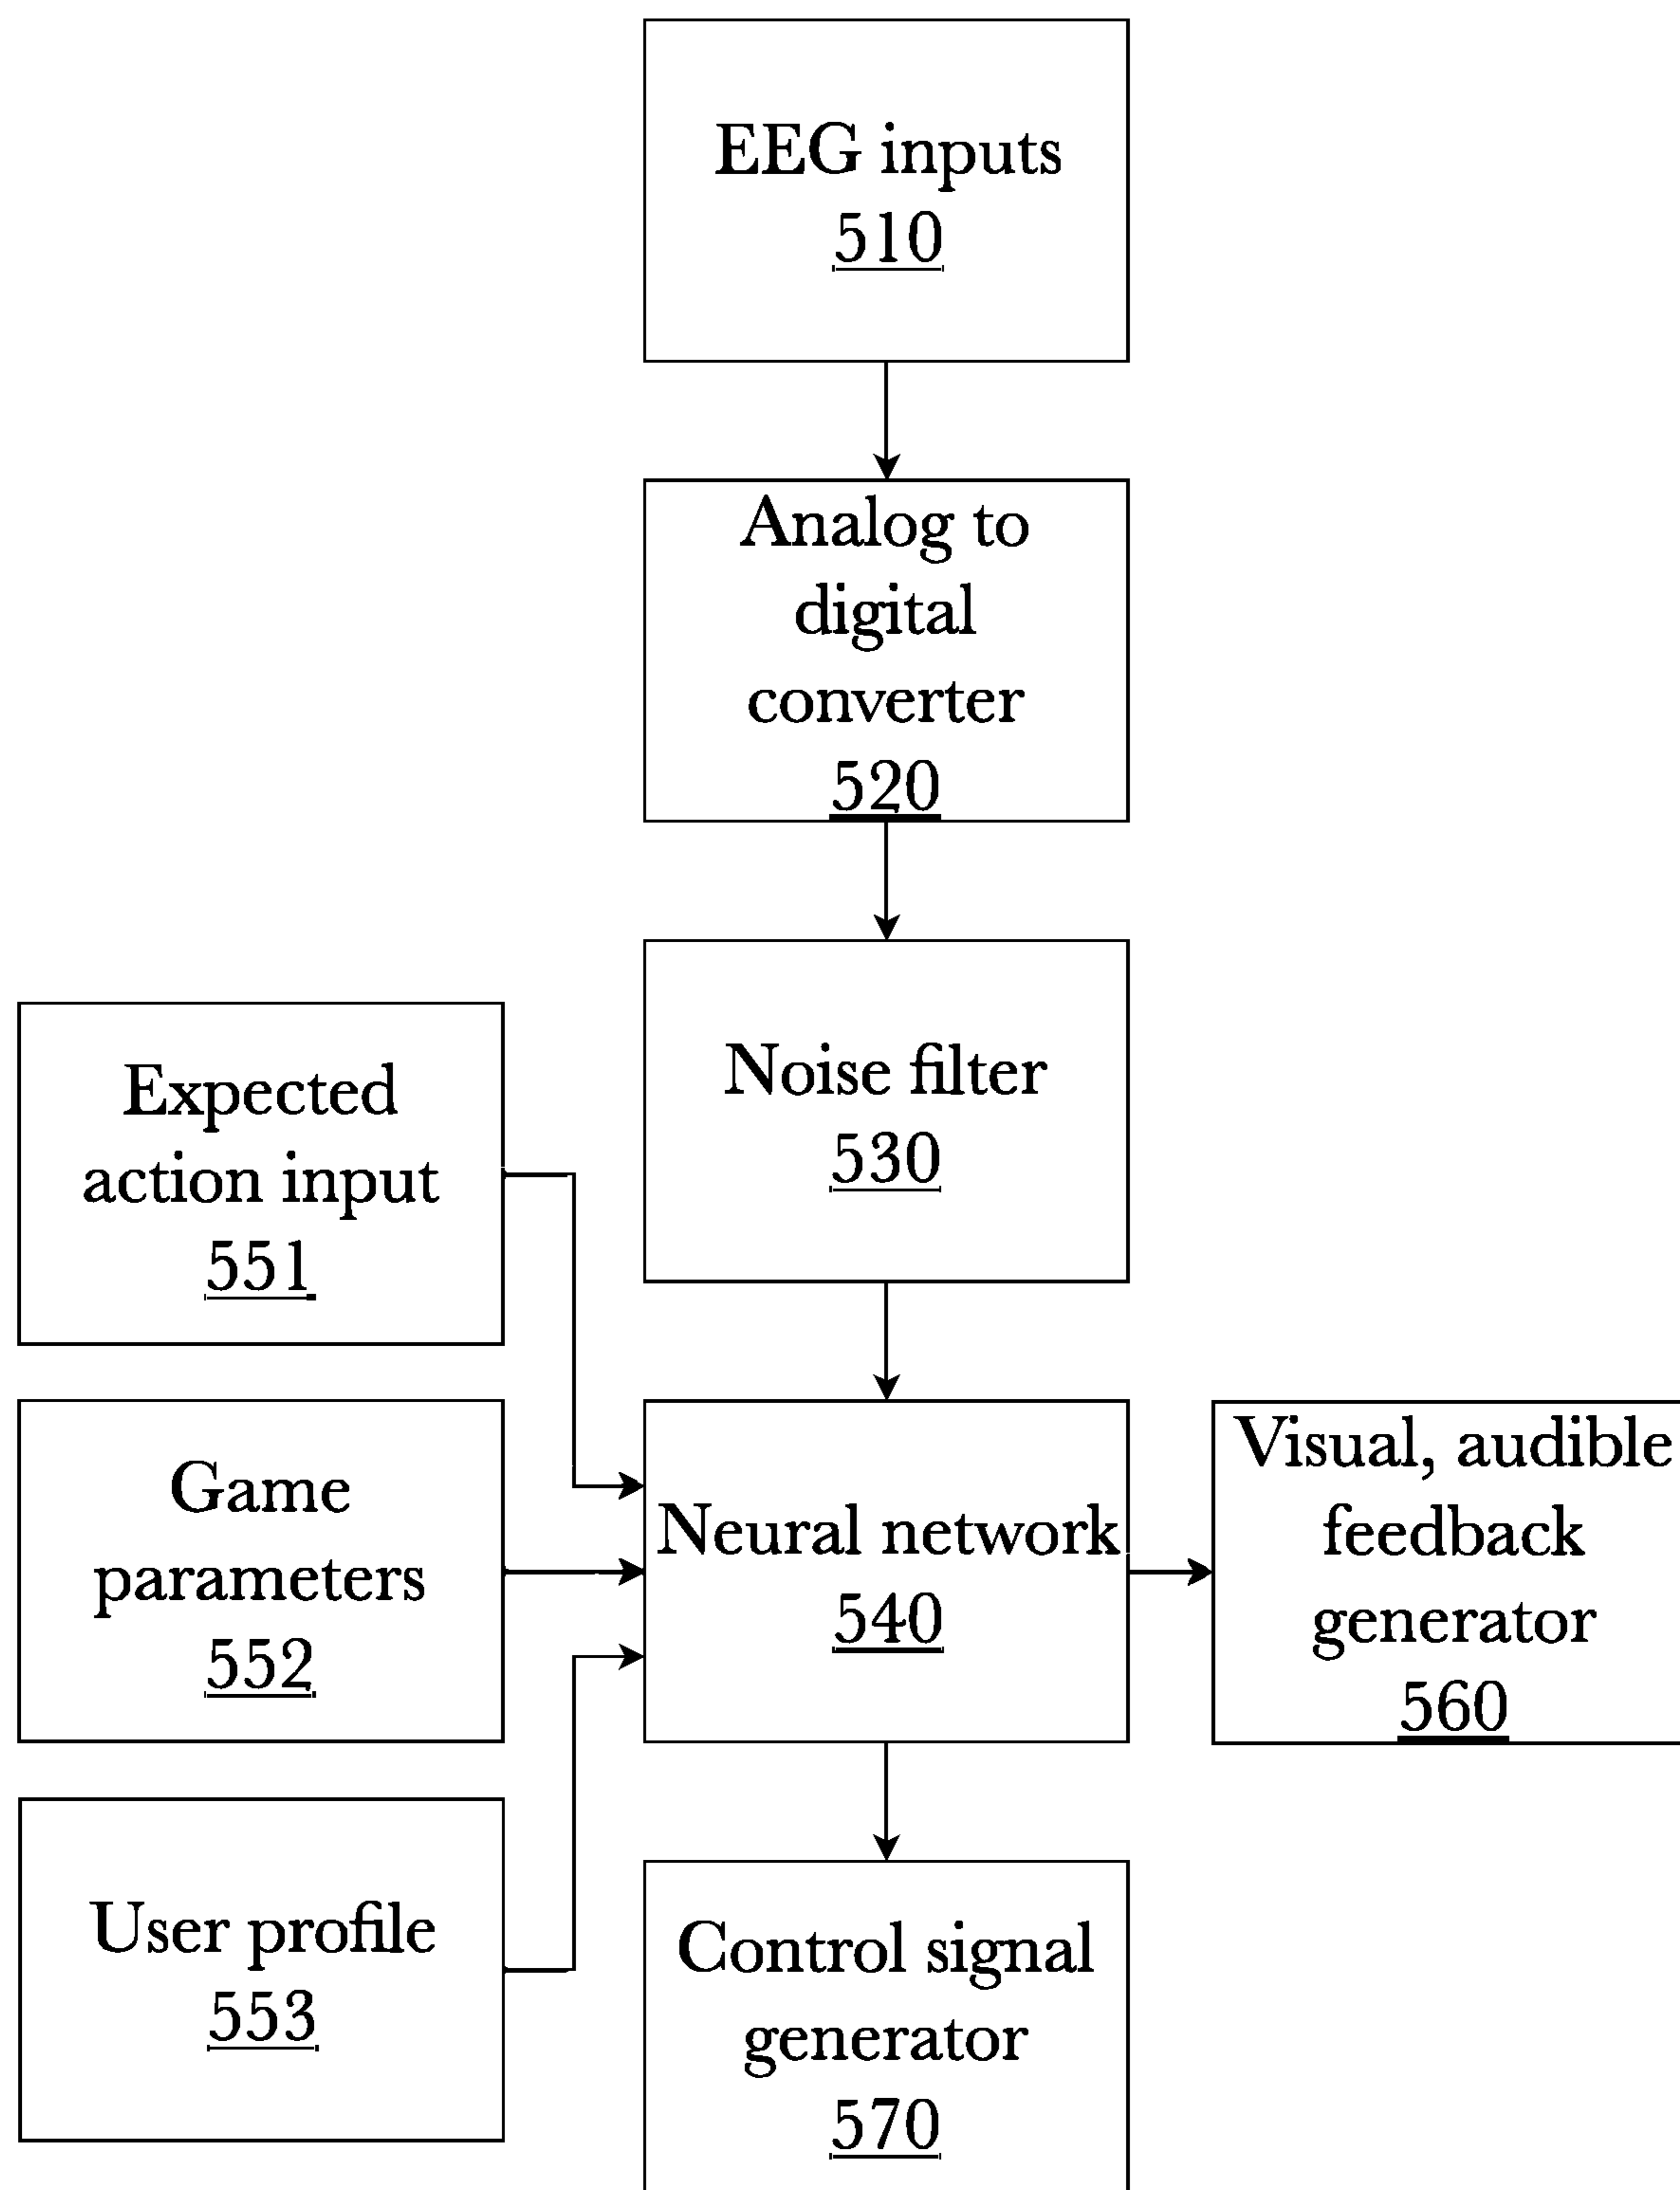 EEG inputs
510
Analog to
digital
converter
520
Noise filter
530
Expected
action input
551
Game
parameters
552
Neural network
540
Visual, audible
feedback
generator
560
User profile
553
Control signal
generator
570